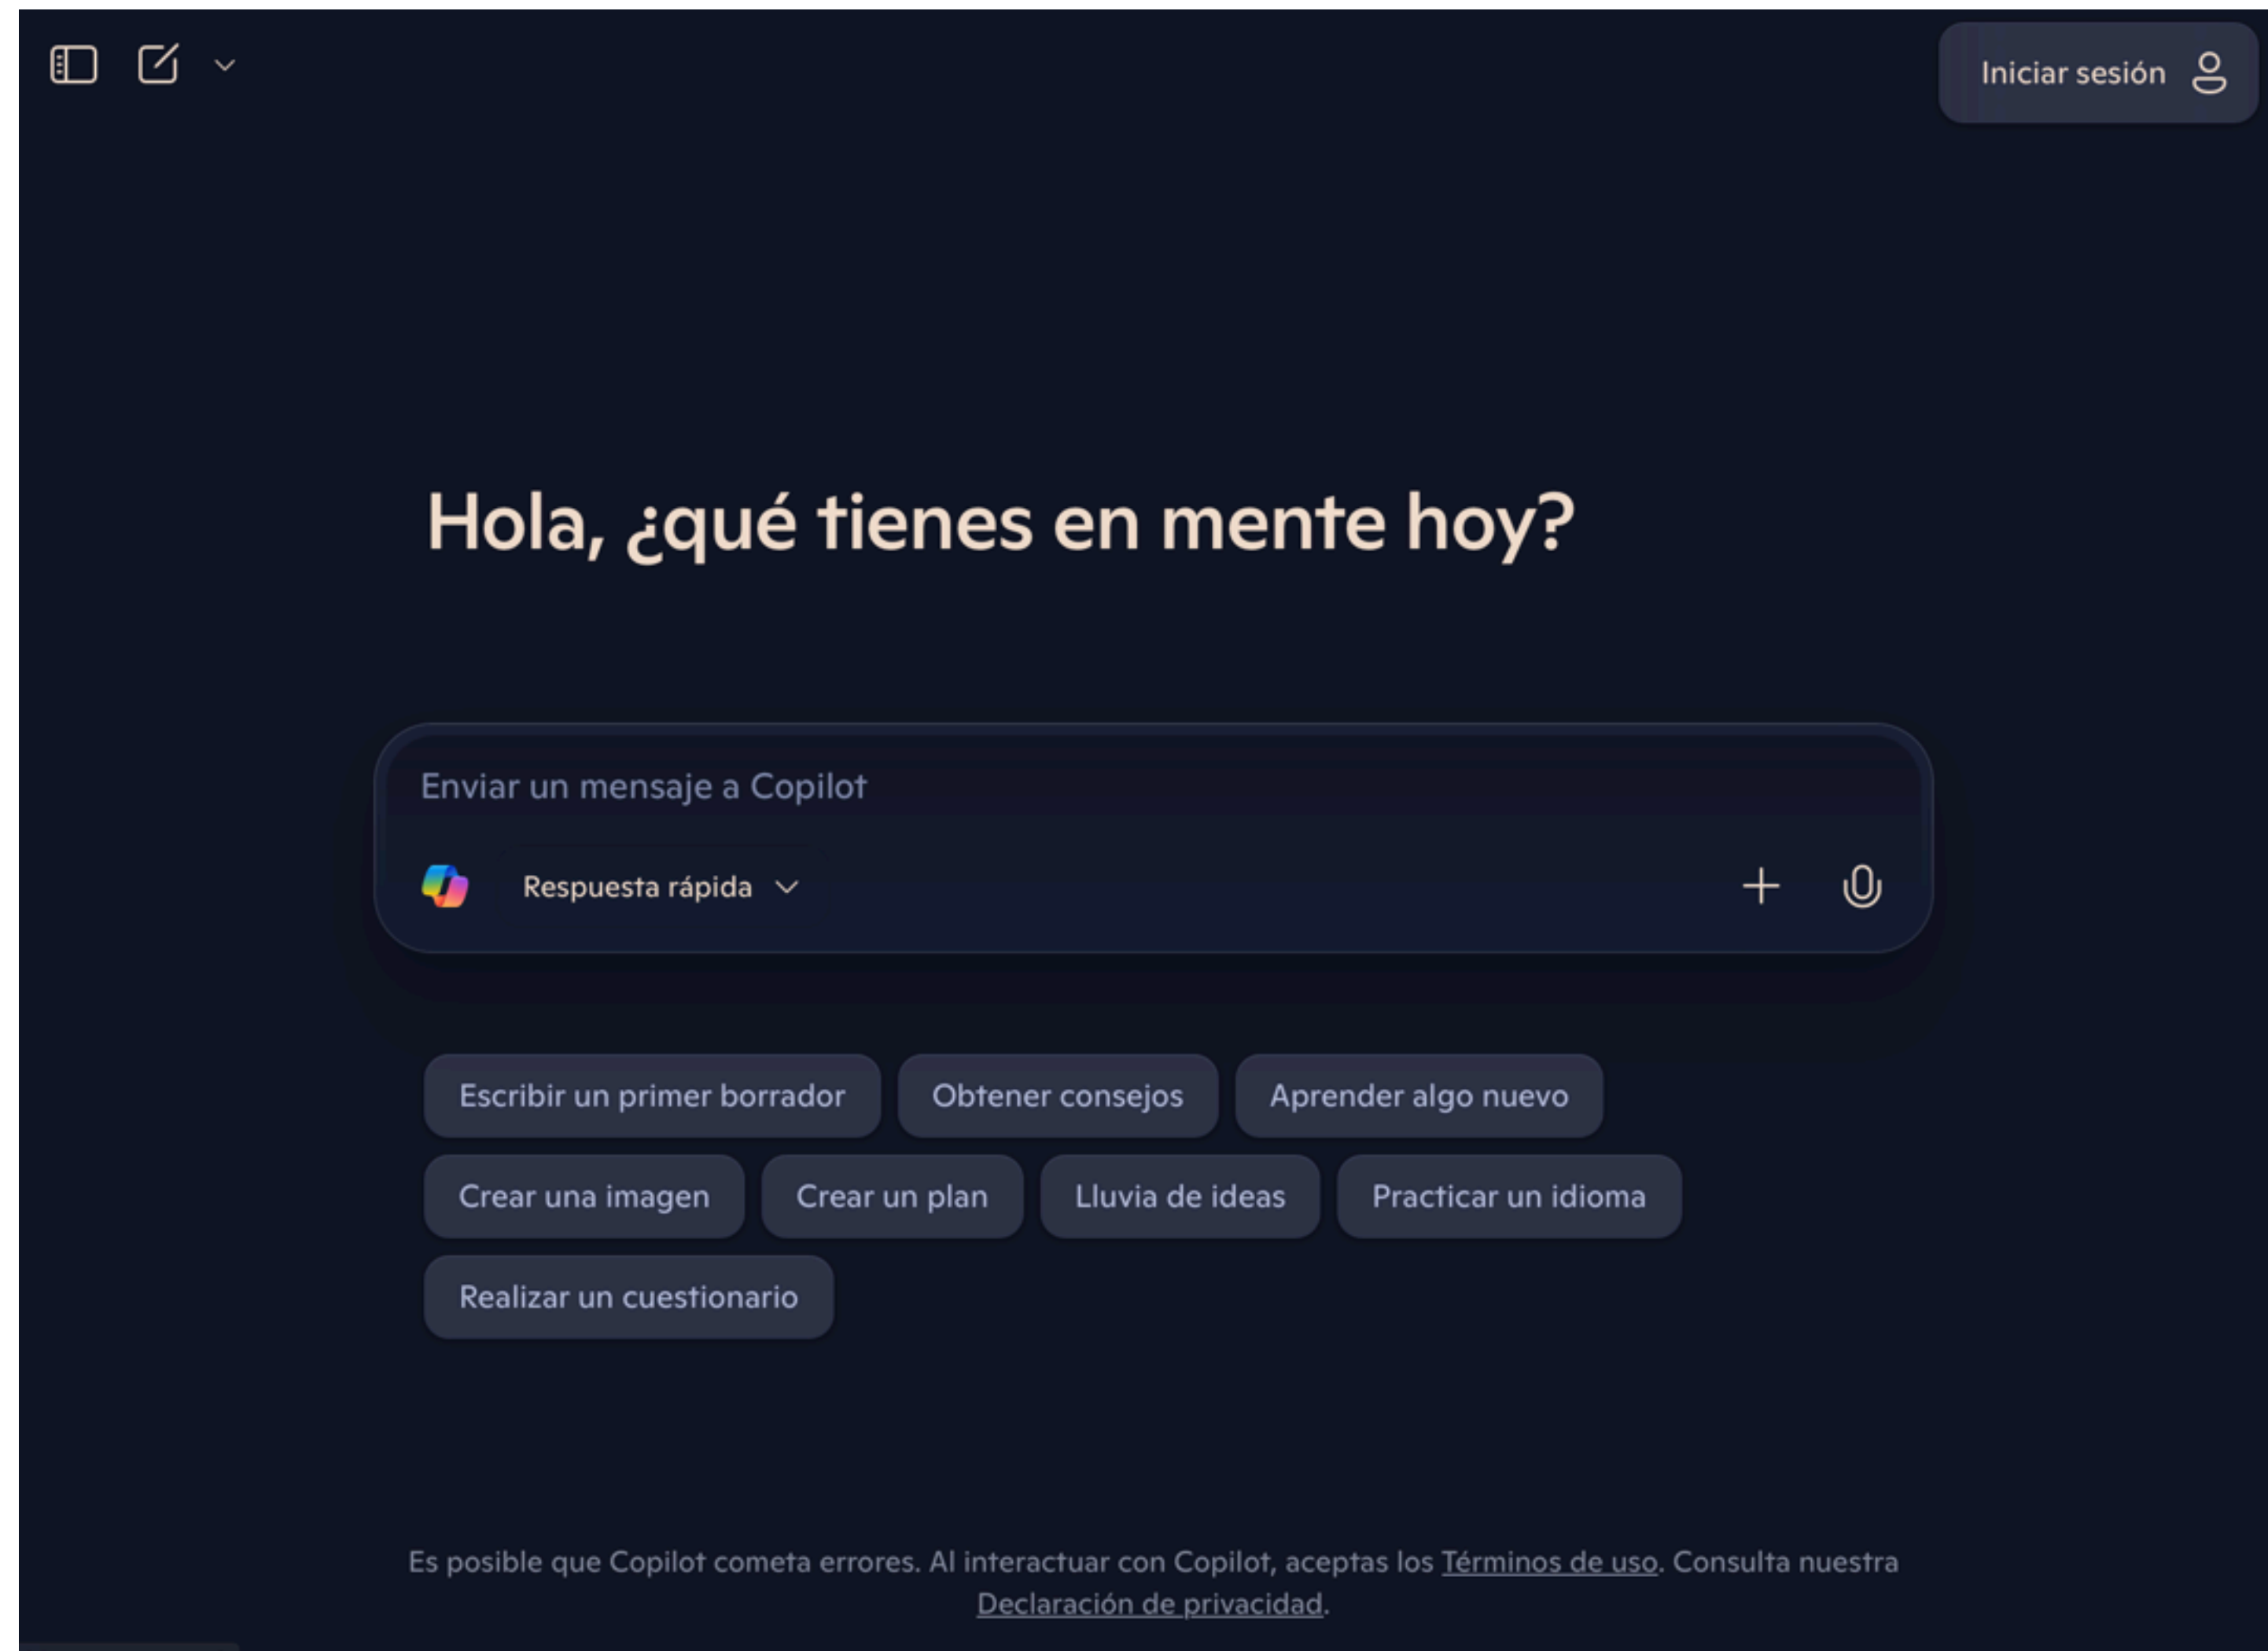 Iniciar sesión
Hola, ¿qué tienes en mente hoy?
Enviar un mensaje a Copilot
Respuesta rápida
Escribir un primer borrador
Obtener consejos
Aprender algo nuevo
Crear una imagen
Crear un plan
Lluvia de ideas
Practicar un idioma
Realizar un cuestionario
Es posible que Copilot cometa errores. Al interactuar con Copilot, aceptas los Términos de uso. Consulta nuestra
Declaración de privacidad.